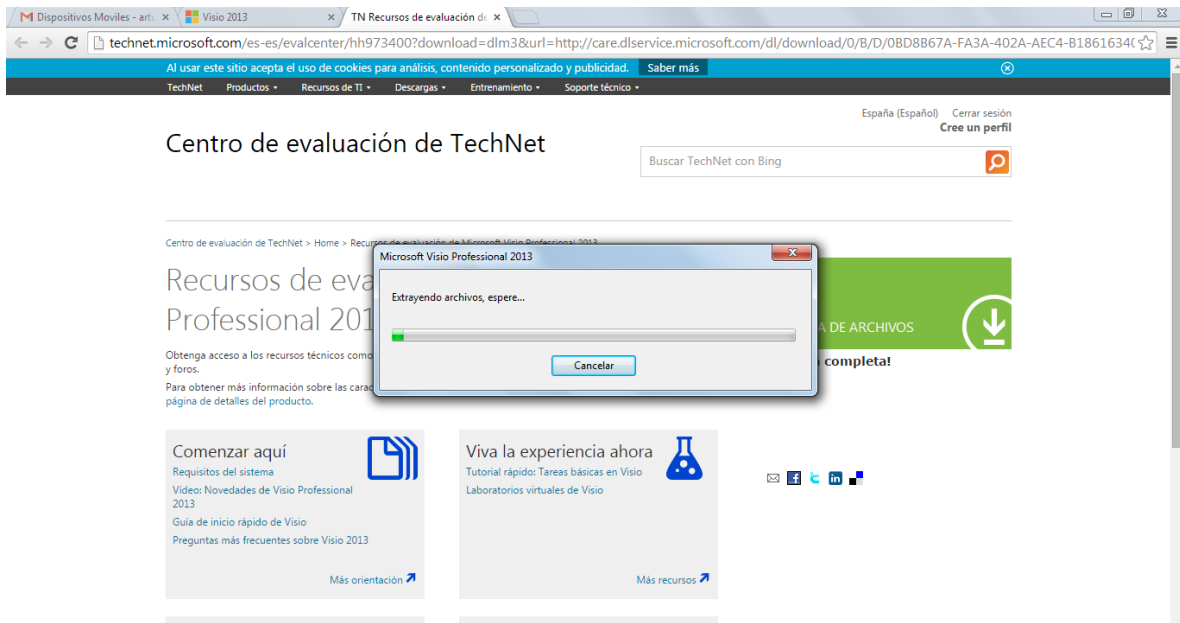 Dispositivos Moviles - artu
Visio 2013
TN Recursos de evaluación de
technet.microsoft.com/es-es/evalcenter/hh973400?download=dlm3&url=http://care.dlservice.microsoft.com/dl/download/0/B/D/0BD8B67A-FA3A-402A-AEC4-B1861634(
Al usar este sitio acepta el uso de cookies para análisis, contenido personalizado y publicidad. Saber más
TechNet Productos Recursos de TI Descargas Entrenamiento Soporte técnico
España (Español) Cerrar sesión
Cree un perfil
Centro de evaluación de TechNet
Buscar TechNet con Bing
Centro de evaluación de TechNet > Home > Recursos de evaluación de Microsoft Visio Professional 2013
Microsoft Visio Professional 2013
Extrayendo archivos, espere...
Cancelar
Recursos de eva
Professional 201
A DE ARCHIVOS
completa!
Obtenga acceso a los recursos técnicos como
y foros.
Para obtener más información sobre las carac
página de detalles del producto.
Comenzar aquí
Requisitos del sistema
Vídeo: Novedades de Visio Professional
2013
Guía de inicio rápido de Visio
Preguntas más frecuentes sobre Visio 2013
Más orientación
Viva la experiencia ahora
Tutorial rápido: Tareas básicas en Visio
Laboratorios virtuales de Visio
Más recursos